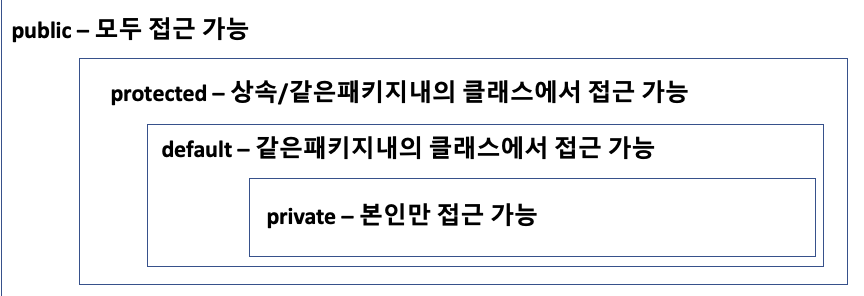 public – 모두 접근 가능
protected – 상속/같은패키지내의 클래스에서 접근 가능
default – 같은패키지내의 클래스에서 접근 가능
private – 본인만 접근 가능